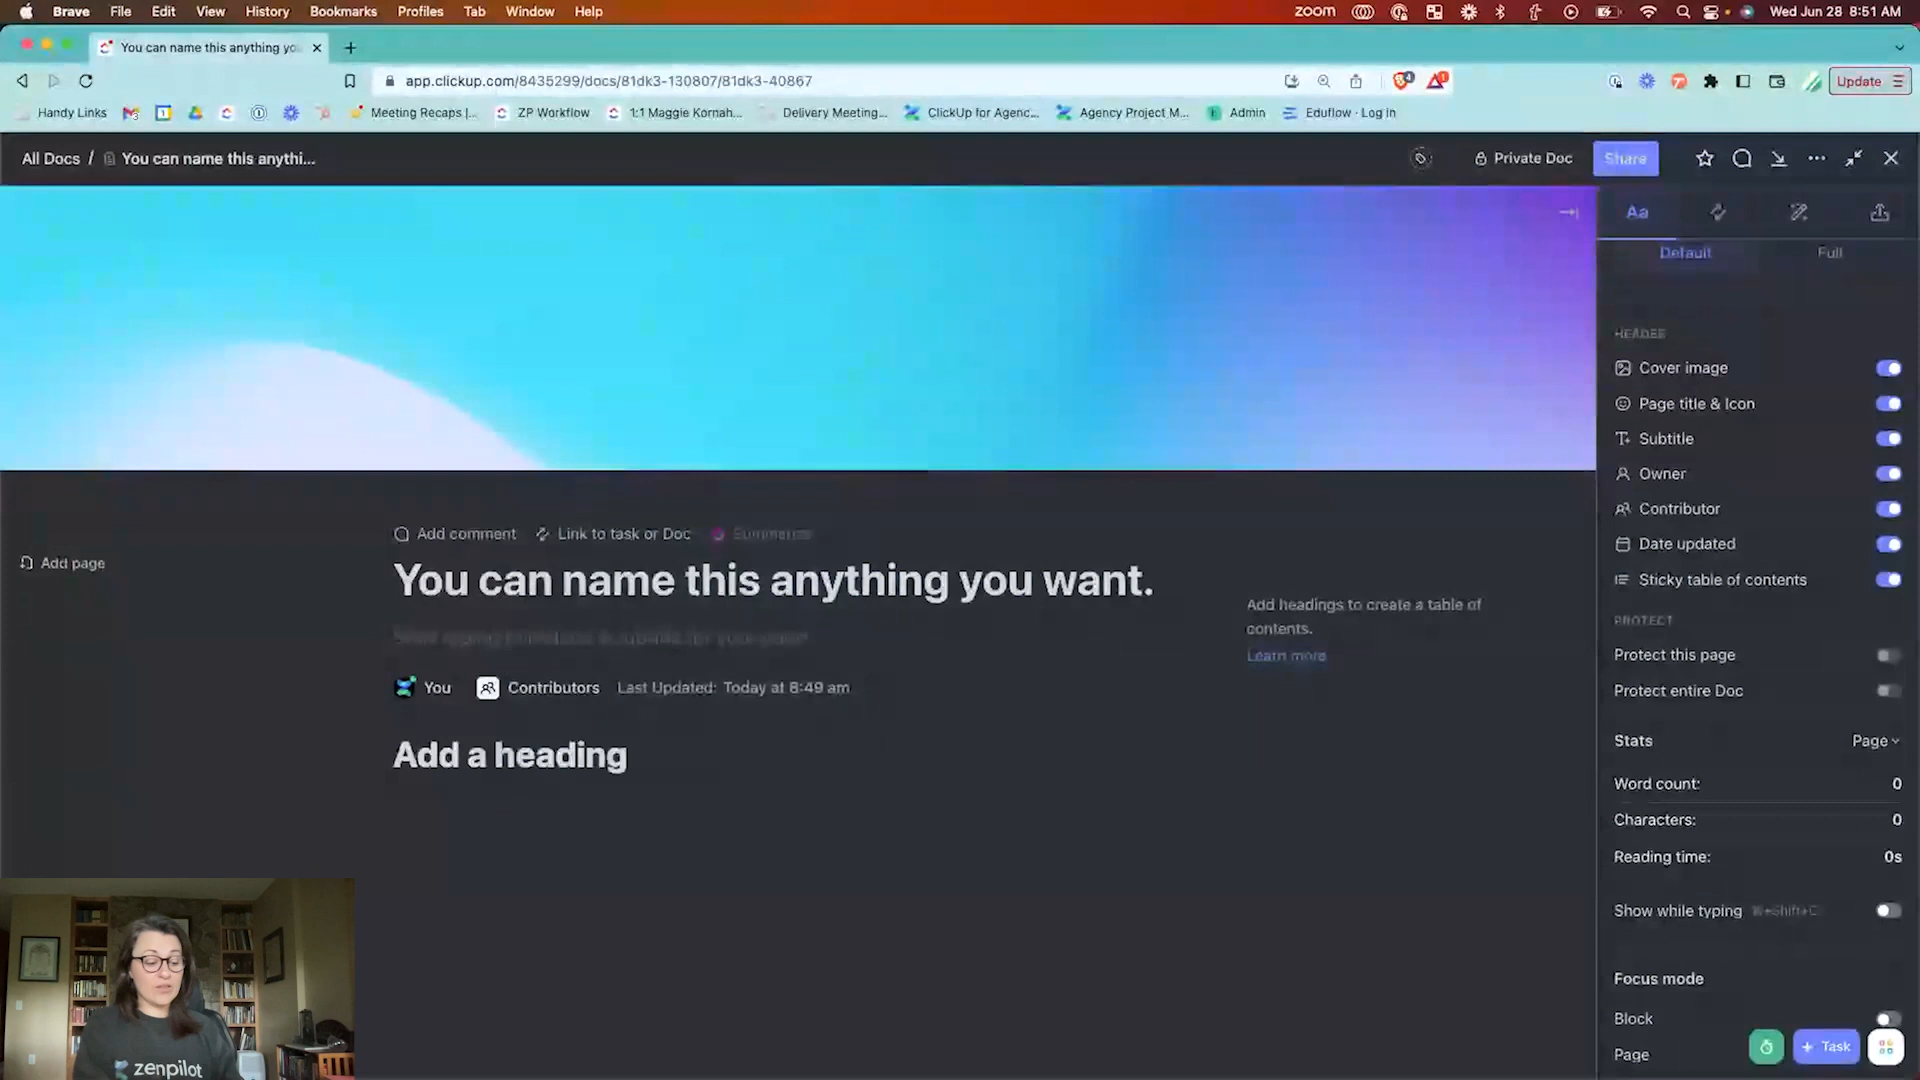 Brave File Edit View History Bookmarks Profiles Tab Window Help zoom Wed Jun 28 8:51 AM
You can name this anything yo
app.clickup.com/8435299/docs/81dk3-130807/81dk3-40867 Update
Handy Links Meeting Recaps |... ZP Workflow 1:1 Maggie Kornah... Delivery Meeting... ClickUp for Agenc... Agency Project M... Admin Eduflow · Log in
All Docs / You can name this anythi... Private Doc Share
Aa
Default Full
HEADER
Cover image
Page title & Icon
Subtitle
Owner
Contributor
Date updated
Sticky table of contents
PROTECT
Protect this page
Protect entire Doc
Stats Page
Word count: 0
Characters: 0
Reading time: 0s
Show while typing ⌘+Shift+C
Focus mode
Block
Page
Task
Add page
Add comment Link to task or Doc Summarize
You can name this anything you want.
You Contributors Last Updated: Today at 8:49 am
Add a heading
Add headings to create a table of
contents.
Learn more
zenpilot